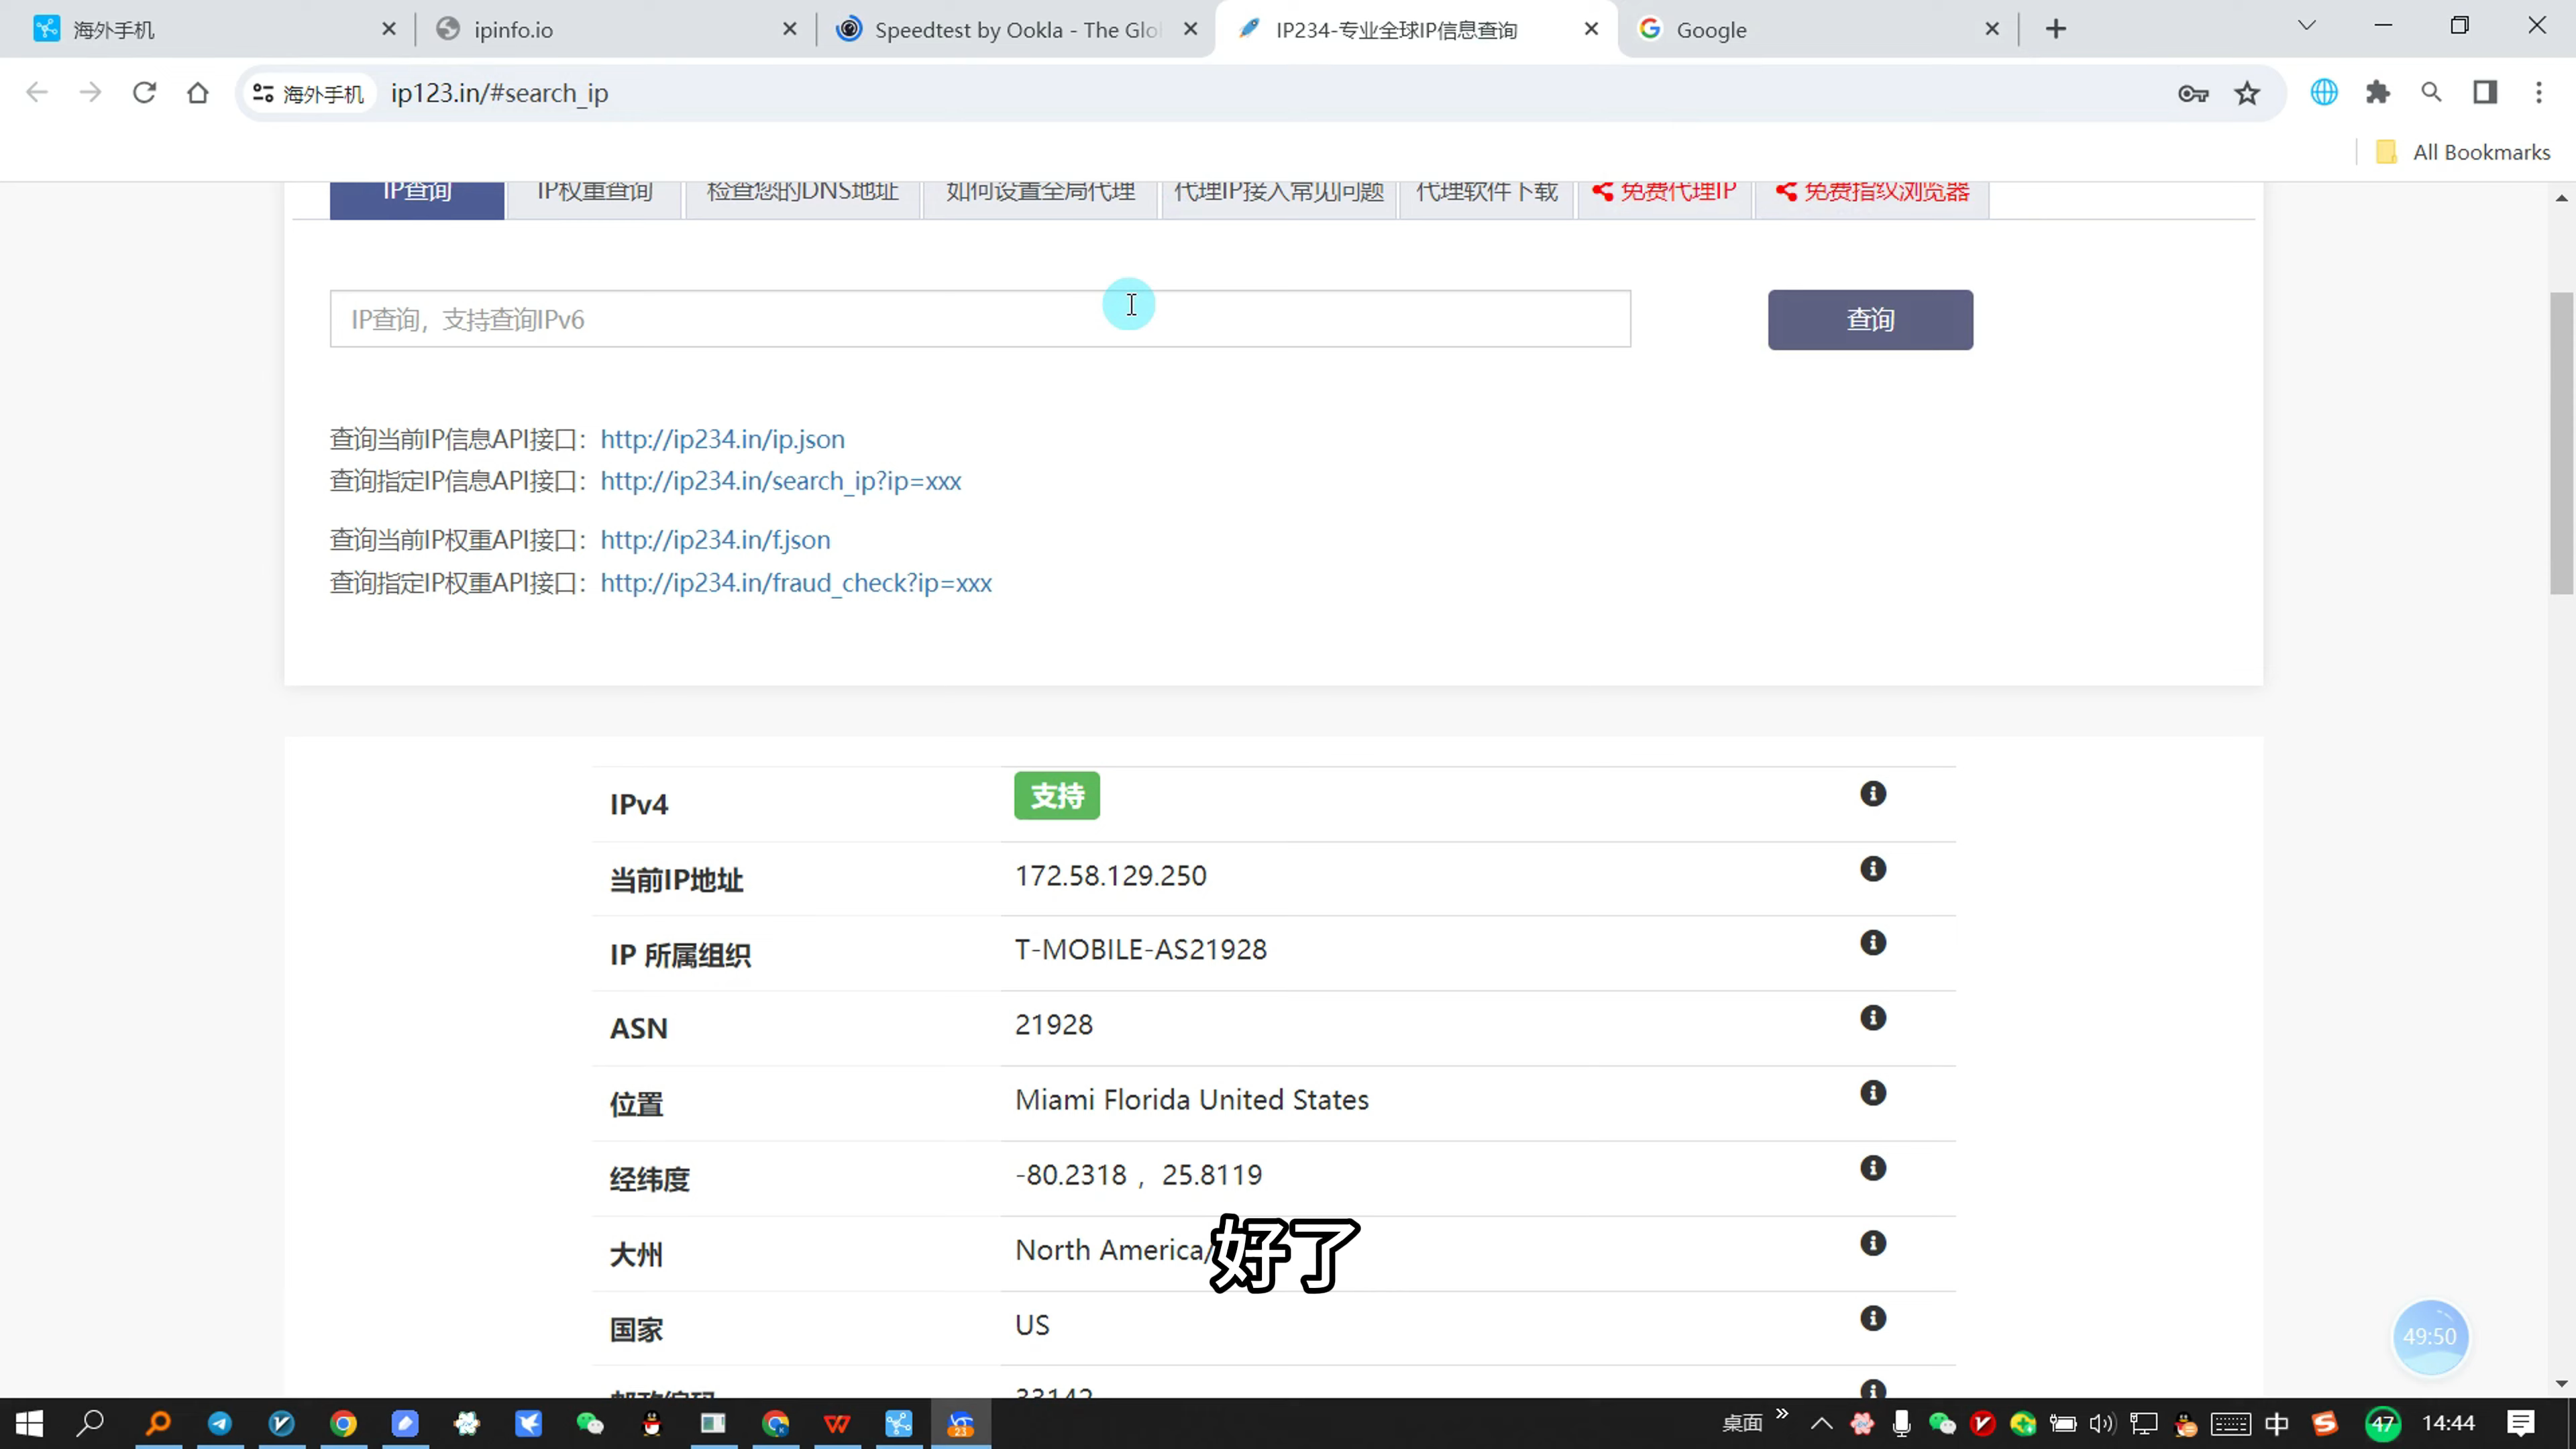 海外手机
ipinfo.io
Speedtest by Ookla - The Glo
IP234-专业全球IP信息查询
Google
海外手机
ip123.in/#search_ip
All Bookmarks
IP查询
IP权重查询
检查您的DNS地址
如何设置全局代理
代理IP接入常见问题
代理软件下载
免费代理IP
免费指纹浏览器
IP查询，支持查询IPv6
查询
查询当前IP信息API接口： http://ip234.in/ip.json
查询指定IP信息API接口： http://ip234.in/search_ip?ip=xxx
查询当前IP权重API接口： http://ip234.in/f.json
查询指定IP权重API接口： http://ip234.in/fraud_check?ip=xxx
IPv4 支持
当前IP地址 172.58.129.250
IP 所属组织 T-MOBILE-AS21928
ASN 21928
位置 Miami Florida United States
经纬度 -80.2318 ，25.8119
大州 North America/
好了
国家 US
邮政编码 33142
49:50
23
桌面
中
47
14:44